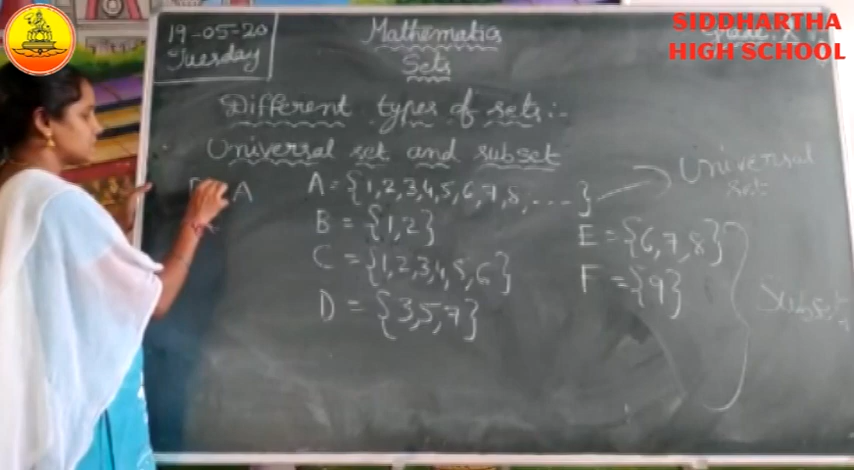 19-05-20
Tuesday
Mathematics
SIDDHARTHA
HIGH SCHOOL
Sets
Different types of sets:-
Universal set and subset
A
A = {1,2,3,4,5,6,7,8, ....}
Universal
set
B = {1,2}
E = {6,7,8}
C = {1,2,3,4,5,6}
F = {9}
D = {3,5,7}